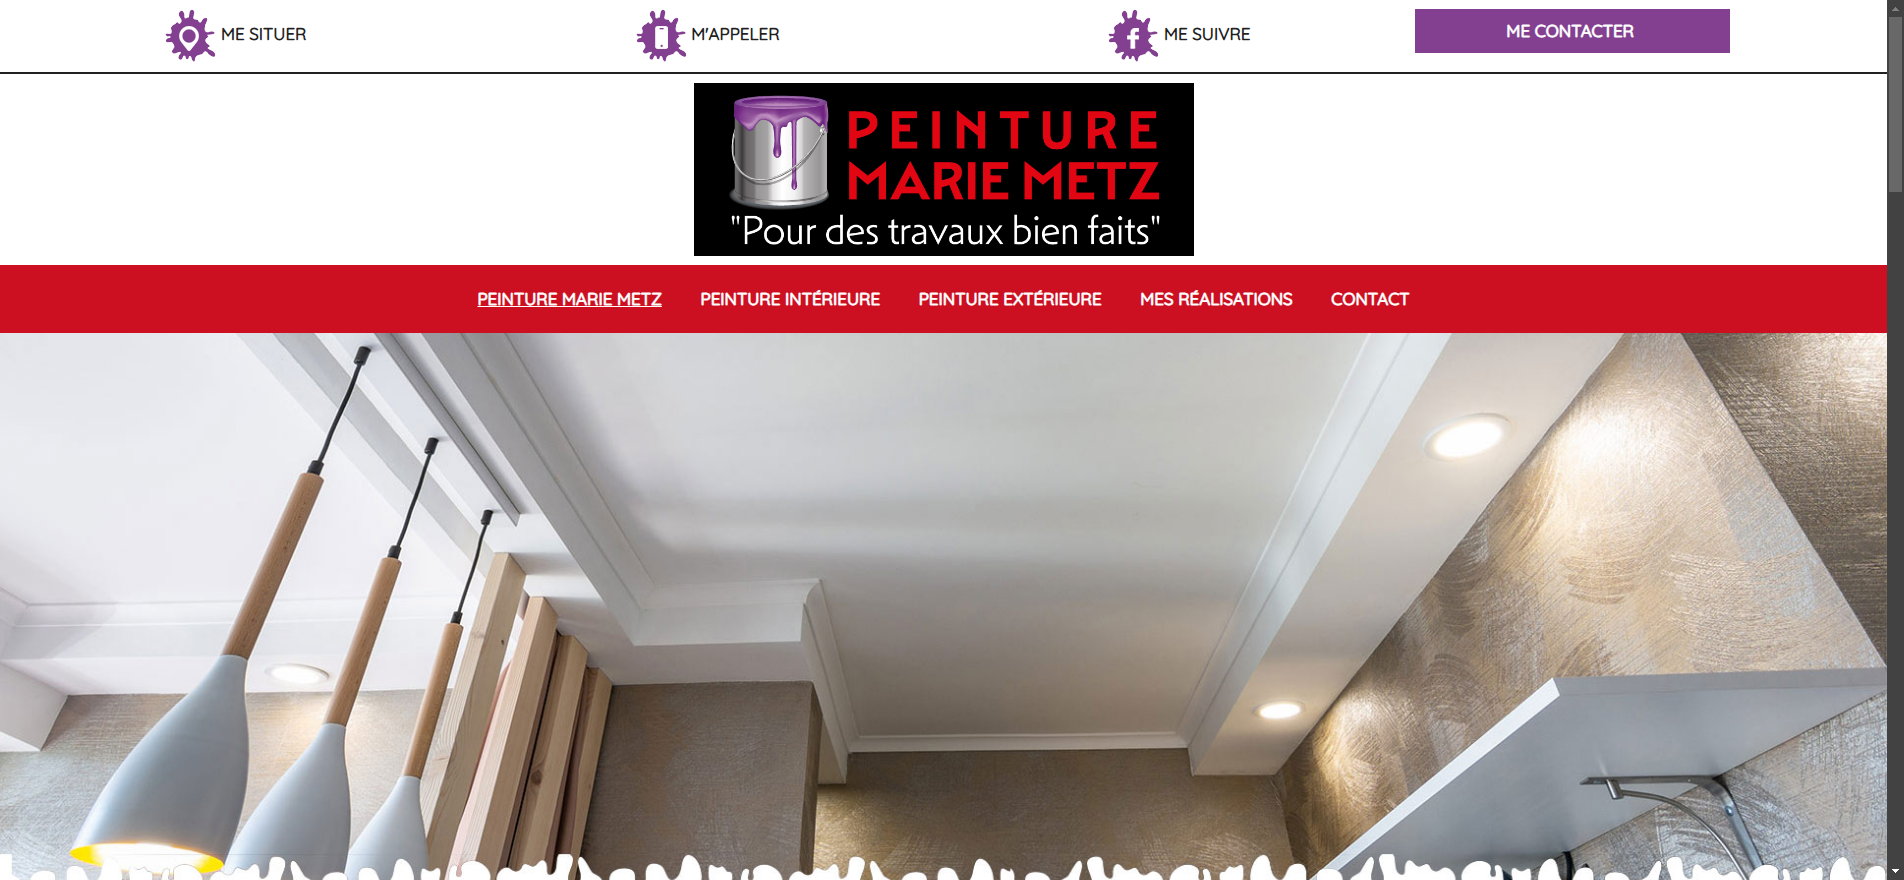 ME SITUER
M'APPELER
ME SUIVRE
ME CONTACTER
PEINTURE
MARIE METZ
"Pour des travaux bien faits"
PEINTURE MARIE METZ
PEINTURE INTÉRIEURE
PEINTURE EXTÉRIEURE
MES RÉALISATIONS
CONTACT